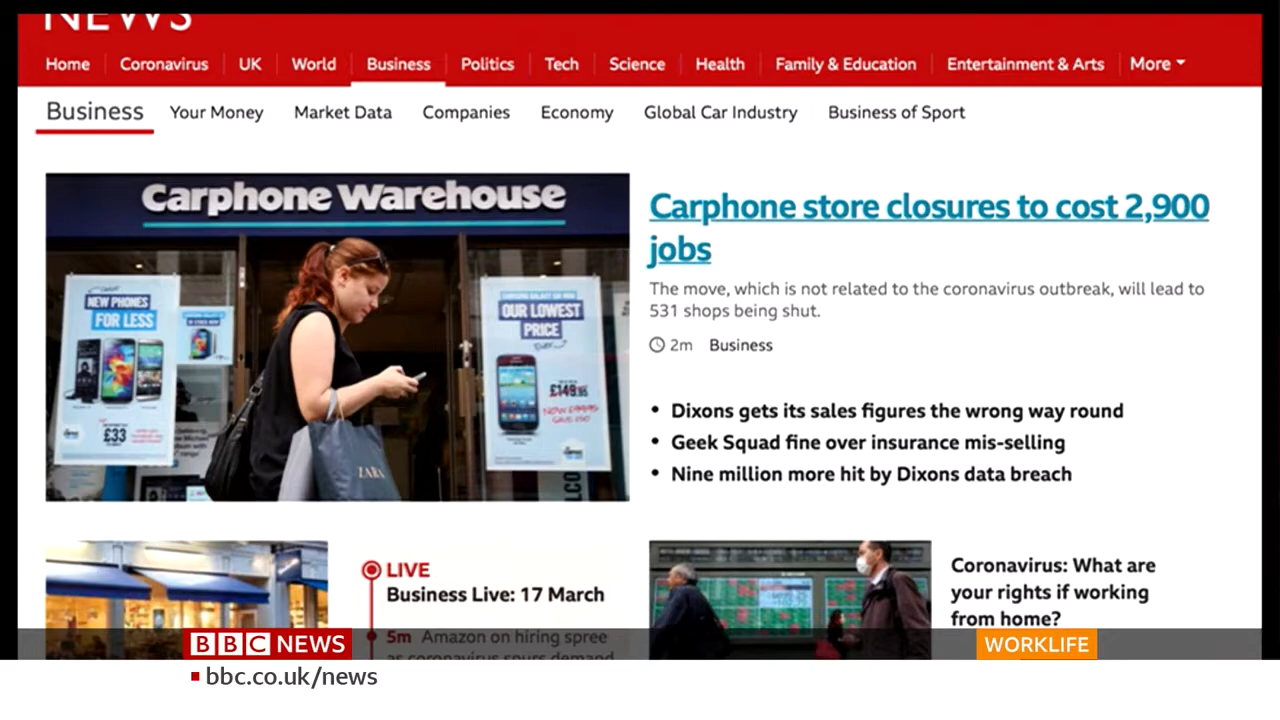 NEWS
Home Coronavirus UK World Business Politics Tech Science Health Family & Education Entertainment & Arts More
Business Your Money Market Data Companies Economy Global Car Industry Business of Sport
Carphone Warehouse
NEW PHONES
FOR LESS
£33
OUR LOWEST
PRICE
£149.95
ZARA
Carphone store closures to cost 2,900
jobs
The move, which is not related to the coronavirus outbreak, will lead to
531 shops being shut.
2m Business
• Dixons gets its sales figures the wrong way round
• Geek Squad fine over insurance mis-selling
• Nine million more hit by Dixons data breach
LIVE
Business Live: 17 March
5m Amazon on hiring spree
as coronavirus spurs demand
Coronavirus: What are
your rights if working
from home?
BBC NEWS
WORKLIFE
bbc.co.uk/news